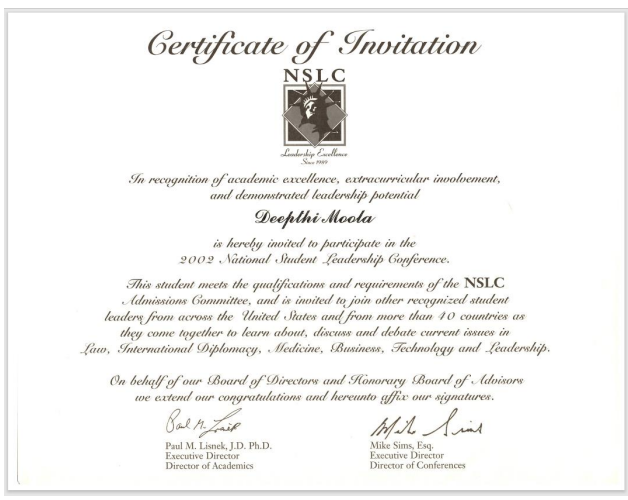 Certificate of Invitation
NSLC
Leadership Excellence
Since 1989
In recognition of academic excellence, extracurricular involvement,
and demonstrated leadership potential
Deepthi Moola
is hereby invited to participate in the
2002 National Student Leadership Conference.
This student meets the qualifications and requirements of the NSLC
Admissions Committee, and is invited to join other recognized student
leaders from across the United States and from more than 40 countries as
they come together to learn about, discuss and debate current issues in
Law, International Diplomacy, Medicine, Business, Technology and Leadership.
On behalf of our Board of Directors and Honorary Board of Advisors
we extend our congratulations and hereunto affix our signatures.
Paul M. Lisnek
Mike Sims
Paul M. Lisnek, J.D. Ph.D.
Executive Director
Director of Academics
Mike Sims, Esq.
Executive Director
Director of Conferences